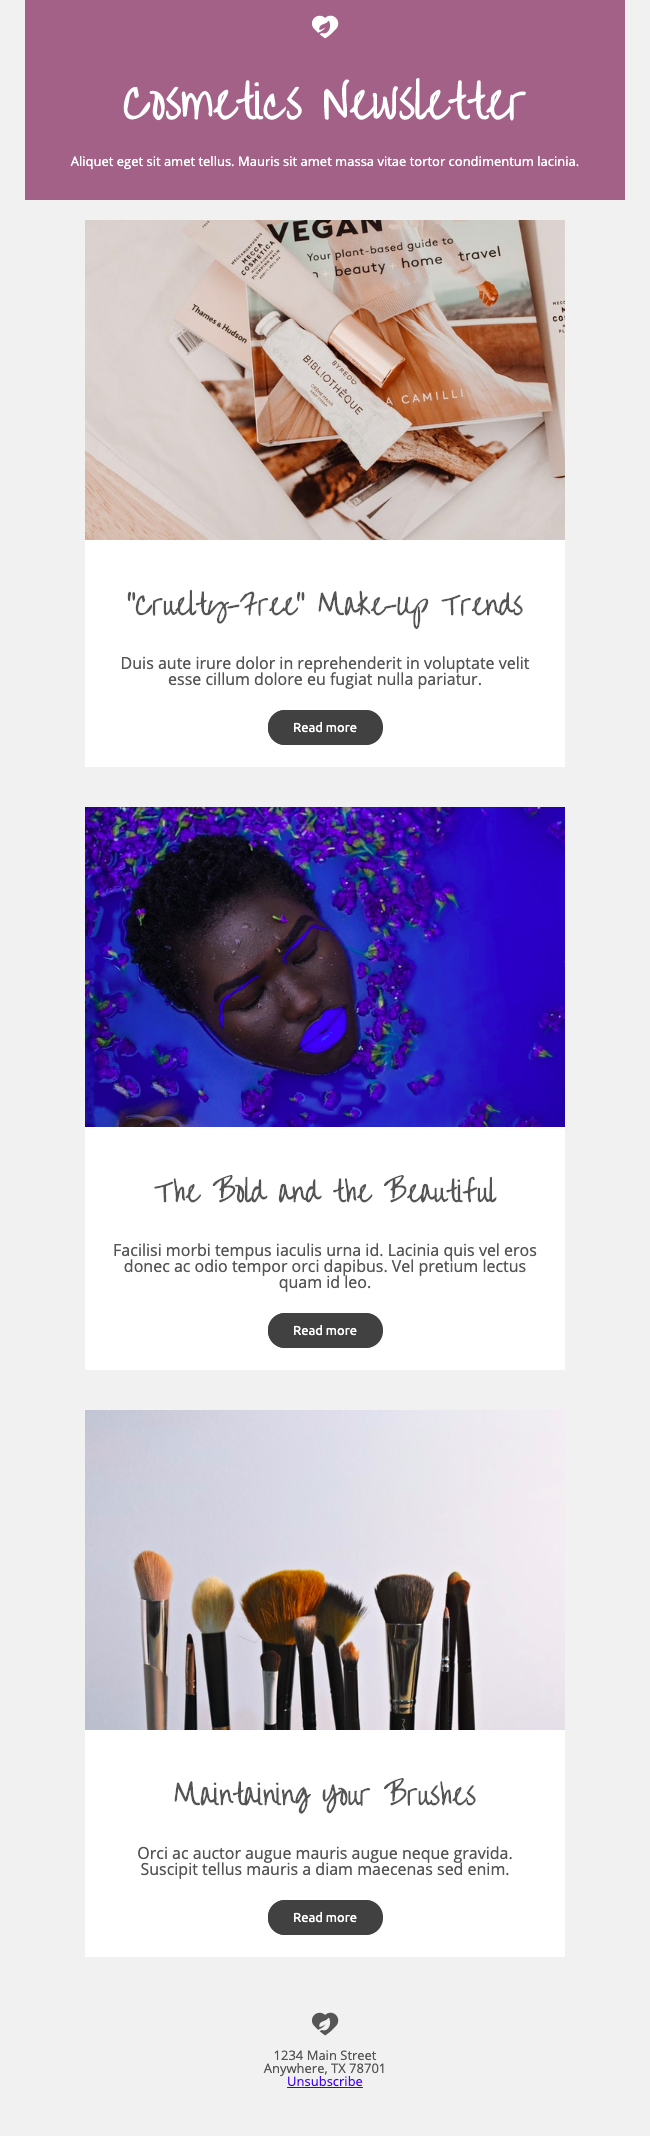 Cosmetics Newsletter
Aliquet eget sit amet tellus. Mauris sit amet massa vitae tortor condimentum lacinia.
VEGAN
Your plant-based guide to
beauty + home + travel
MECCA
COSMETICA
Thames & Hudson
BYREDO
BIBLIOTHÈQUE
A CAMILLI
"Cruelty-Free" Make-up Trends
Duis aute irure dolor in reprehenderit in voluptate velit
esse cillum dolore eu fugiat nulla pariatur.
Read more
The Bold and the Beautiful
Facilisi morbi tempus iaculis urna id. Lacinia quis vel eros
donec ac odio tempor orci dapibus. Vel pretium lectus
quam id leo.
Read more
Maintaining your Brushes
Orci ac auctor augue mauris augue neque gravida.
Suscipit tellus mauris a diam maecenas sed enim.
Read more
1234 Main Street
Anywhere, TX 78701
Unsubscribe